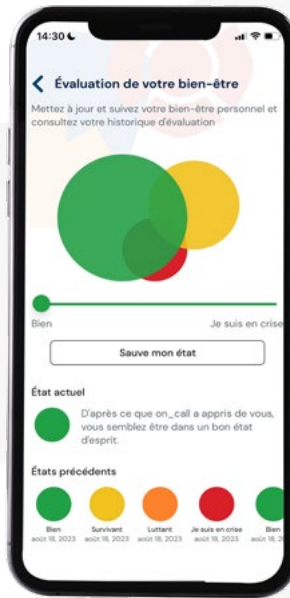 14:30
Évaluation de votre bien-être
Mettez à jour et suivez votre bien-être personnel et
consultez votre historique d'évaluation
Bien
Je suis en crise
Sauve mon état
État actuel
D'après ce que on_call a appris de vous,
vous semblez être dans un bon état
d'esprit.
États précédents
Bien Survivant Luttant Je suis en crise Bien
août 18, 2023 août 18, 2023 août 18, 2023 août 18, 2023 août 18, 2